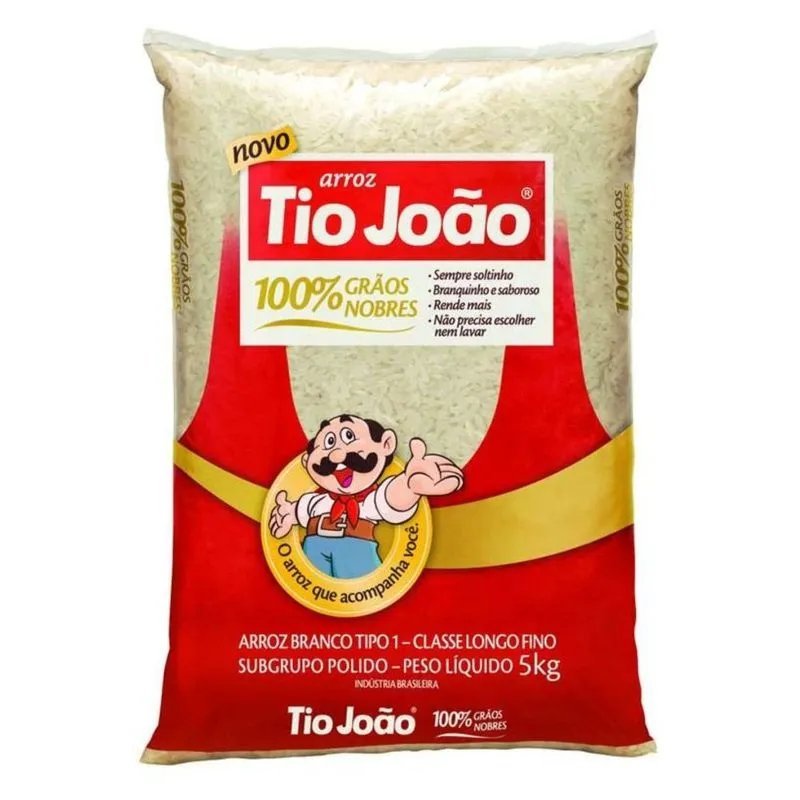 novo
arroz
Tio João®
100% GRÃOS NOBRES
• Sempre soltinho
• Branquinho e saboroso
• Rende mais
• Não precisa escolher
nem lavar
100% GRÃOS NOBRES
100% GRÃOS NOBRES
O arroz que acompanha você.
ARROZ BRANCO TIPO 1 – CLASSE LONGO FINO
SUBGRUPO POLIDO – PESO LÍQUIDO 5kg
INDÚSTRIA BRASILEIRA
Tio João® 100% GRÃOS NOBRES